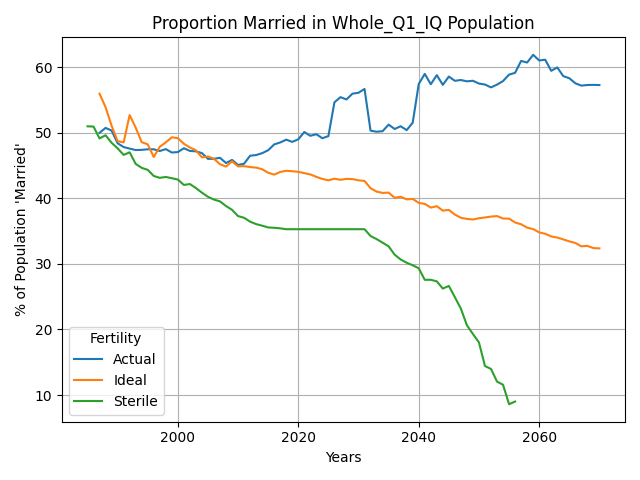 Proportion Married in Whole_Q1_IQ Population
% of Population 'Married'
60
50
40
30
20
10
Fertility
Actual
Ideal
Sterile
2000 2020 2040 2060
Years